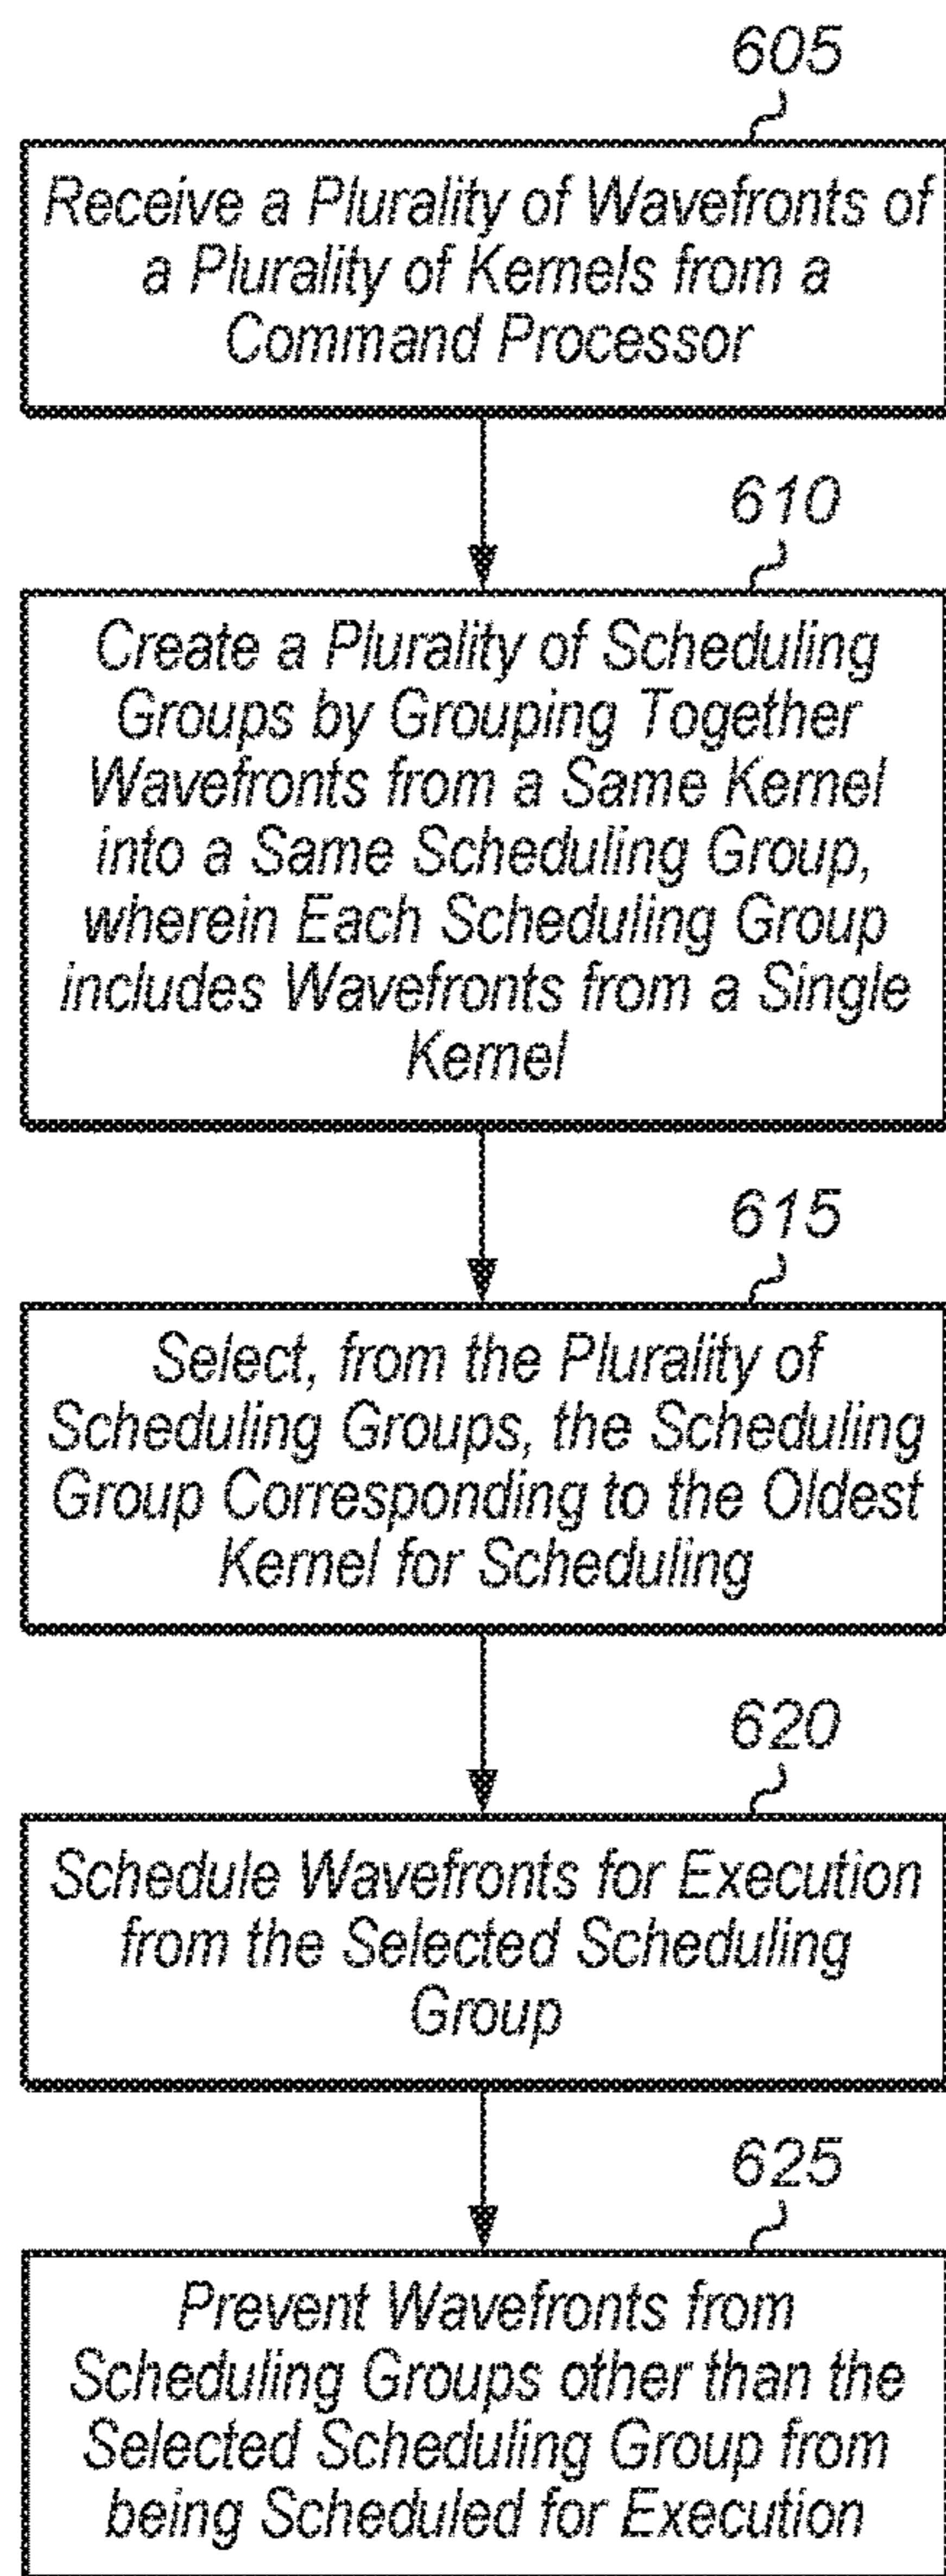 605
Receive a Plurality of Wavefronts of
a Plurality of Kernels from a
Command Processor
610
Create a Plurality of Scheduling
Groups by Grouping Together
Wavefronts from a Same Kernel
into a Same Scheduling Group,
wherein Each Scheduling Group
includes Wavefronts from a Single
Kernel
615
Select, from the Plurality of
Scheduling Groups, the Scheduling
Group Corresponding to the Oldest
Kernel for Scheduling
620
Schedule Wavefronts for Execution
from the Selected Scheduling
Group
625
Prevent Wavefronts from
Scheduling Groups other than the
Selected Scheduling Group from
being Scheduled for Execution